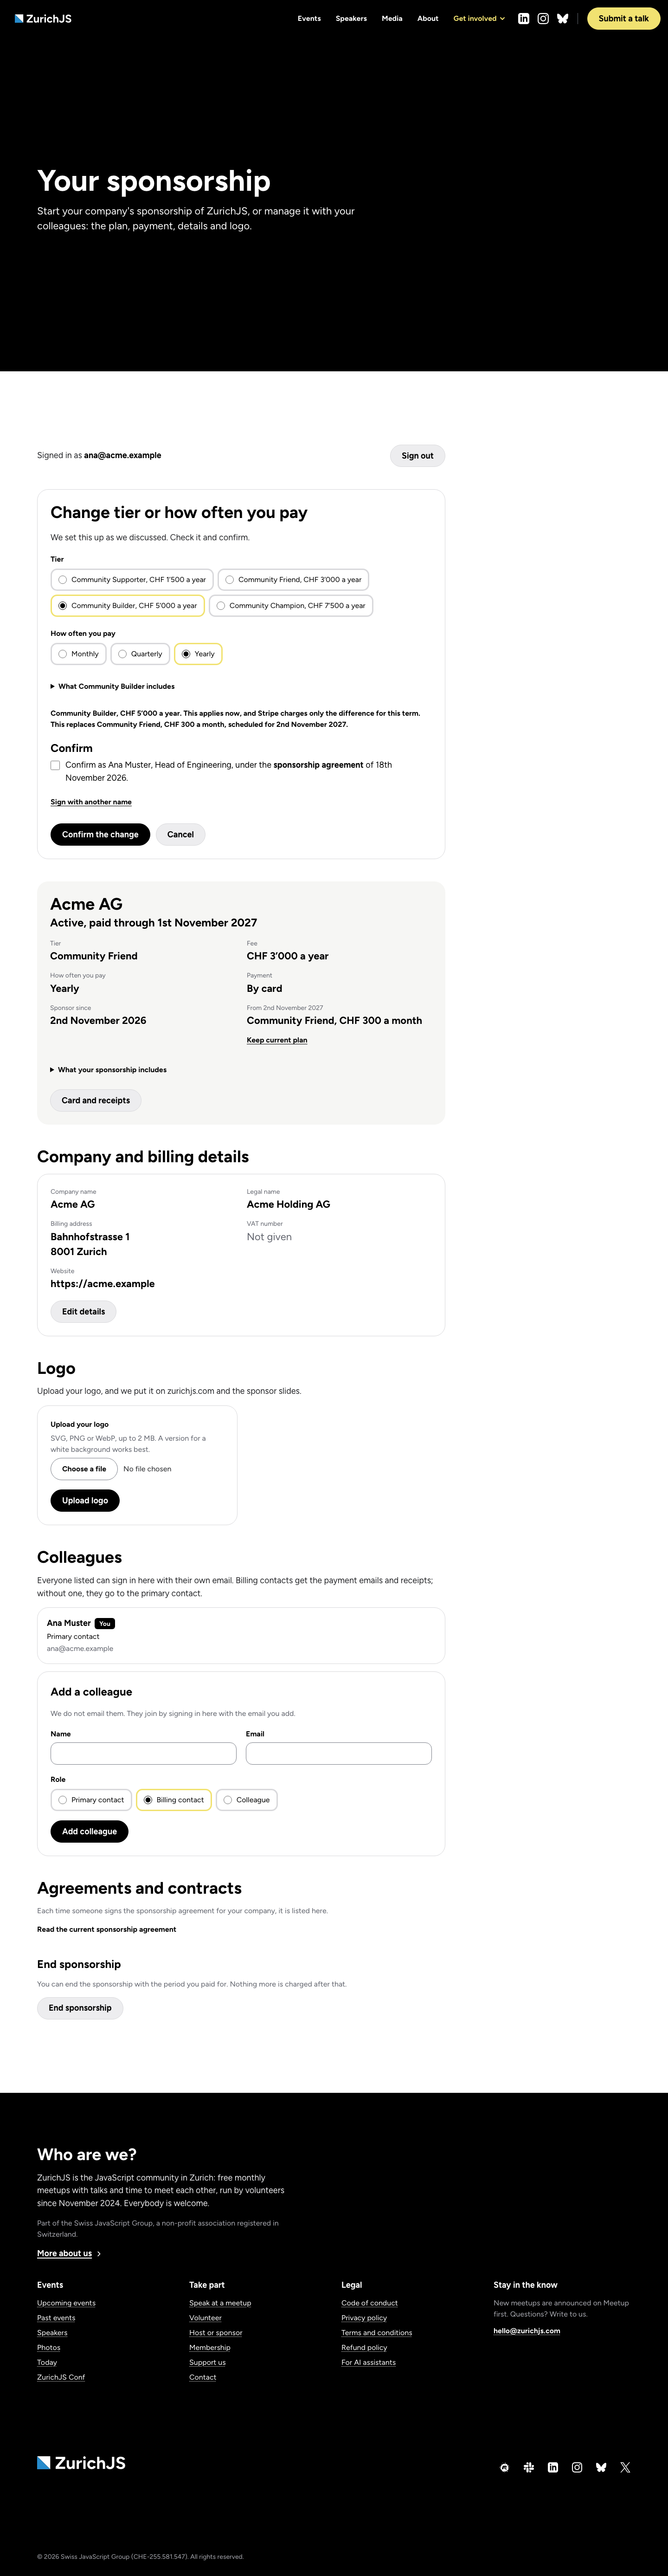 ZurichJS
Events
Speakers
Media
About
Get involved
Submit a talk
Your sponsorship
Start your company's sponsorship of ZurichJS, or manage it with your
colleagues: the plan, payment, details and logo.
Signed in as ana@acme.example
Sign out
Change tier or how often you pay
We set this up as we discussed. Check it and confirm.
Tier
Community Supporter, CHF 1'500 a year
Community Friend, CHF 3'000 a year
Community Builder, CHF 5'000 a year
Community Champion, CHF 7'500 a year
How often you pay
Monthly
Quarterly
Yearly
What Community Builder includes
Community Builder, CHF 5'000 a year. This applies now, and Stripe charges only the difference for this term.
This replaces Community Friend, CHF 300 a month, scheduled for 2nd November 2027.
Confirm
Confirm as Ana Muster, Head of Engineering, under the sponsorship agreement of 18th
November 2026.
Sign with another name
Confirm the change
Cancel
Acme AG
Active, paid through 1st November 2027
Tier
Community Friend
Fee
CHF 3'000 a year
How often you pay
Yearly
Payment
By card
Sponsor since
2nd November 2026
From 2nd November 2027
Community Friend, CHF 300 a month
Keep current plan
What your sponsorship includes
Card and receipts
Company and billing details
Company name
Acme AG
Legal name
Acme Holding AG
Billing address
Bahnhofstrasse 1
8001 Zurich
VAT number
Not given
Website
https://acme.example
Edit details
Logo
Upload your logo, and we put it on zurichjs.com and the sponsor slides.
Upload your logo
SVG, PNG or WebP, up to 2 MB. A version for a
white background works best.
Choose a file
No file chosen
Upload logo
Colleagues
Everyone listed can sign in here with their own email. Billing contacts get the payment emails and receipts;
without one, they go to the primary contact.
Ana Muster
You
Primary contact
ana@acme.example
Add a colleague
We do not email them. They join by signing in here with the email you add.
Name
Email
Role
Primary contact
Billing contact
Colleague
Add colleague
Agreements and contracts
Each time someone signs the sponsorship agreement for your company, it is listed here.
Read the current sponsorship agreement
End sponsorship
You can end the sponsorship with the period you paid for. Nothing more is charged after that.
End sponsorship
Who are we?
ZurichJS is the JavaScript community in Zurich: free monthly
meetups with talks and time to meet each other, run by volunteers
since November 2024. Everybody is welcome.
Part of the Swiss JavaScript Group, a non-profit association registered in
Switzerland.
More about us
Events
Upcoming events
Past events
Speakers
Photos
Today
ZurichJS Conf
Take part
Speak at a meetup
Volunteer
Host or sponsor
Membership
Support us
Contact
Legal
Code of conduct
Privacy policy
Terms and conditions
Refund policy
For AI assistants
Stay in the know
New meetups are announced on Meetup
first. Questions? Write to us.
hello@zurichjs.com
ZurichJS
© 2026 Swiss JavaScript Group (CHE-255.581.547). All rights reserved.